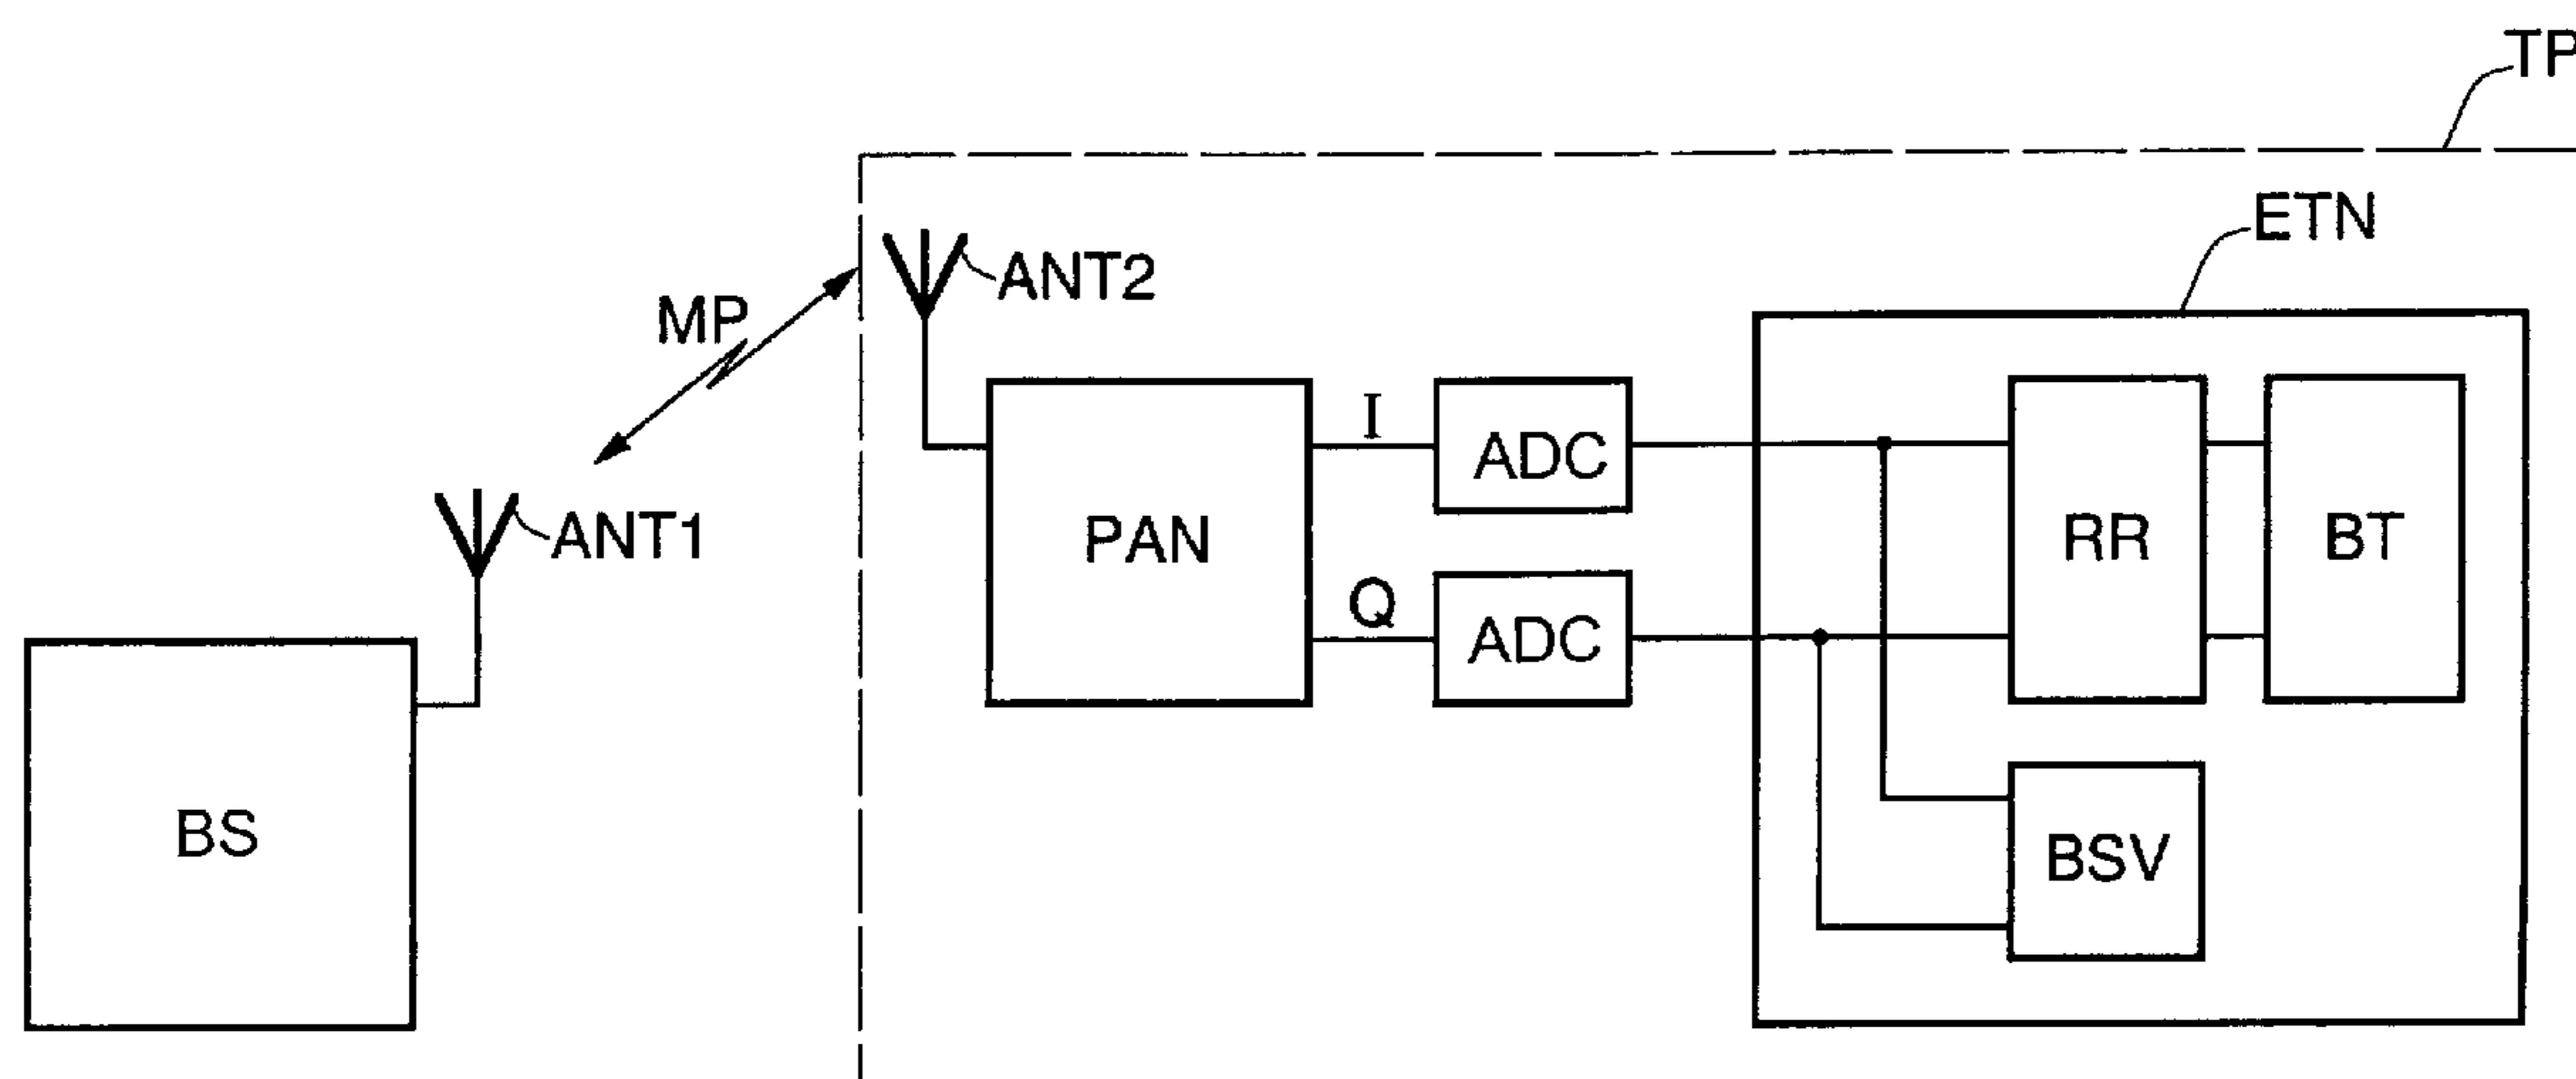 TP
ETN
ANT2
MP
I
ADC
ANT1
PAN
RR
BT
Q
ADC
BS
BSV